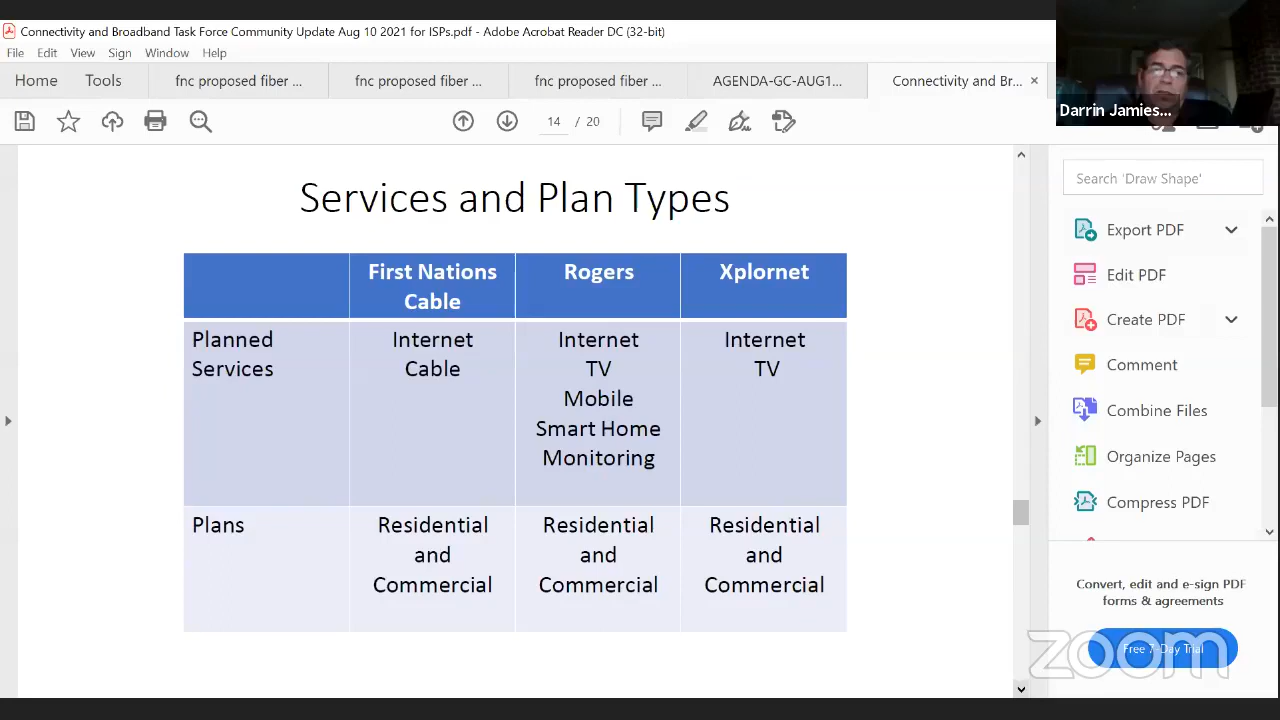 Connectivity and Broadband Task Force Community Update Aug 10 2021 for ISPs.pdf - Adobe Acrobat Reader DC (32-bit)
File Edit View Sign Window Help
Home Tools fnc proposed fiber ... fnc proposed fiber ... fnc proposed fiber ... AGENDA-GC-AUG1... Connectivity and Br... ×
Darrin Jamies...
14 / 20
Search 'Draw Shape'
Services and Plan Types
First Nations Cable Rogers Xplornet
Planned Services
Internet
Cable
Internet
TV
Mobile
Smart Home
Monitoring
Internet
TV
Plans
Residential
and
Commercial
Residential
and
Commercial
Residential
and
Commercial
Export PDF
Edit PDF
Create PDF
Comment
Combine Files
Organize Pages
Compress PDF
Convert, edit and e-sign PDF
forms & agreements
Free 7-Day Trial
zoom